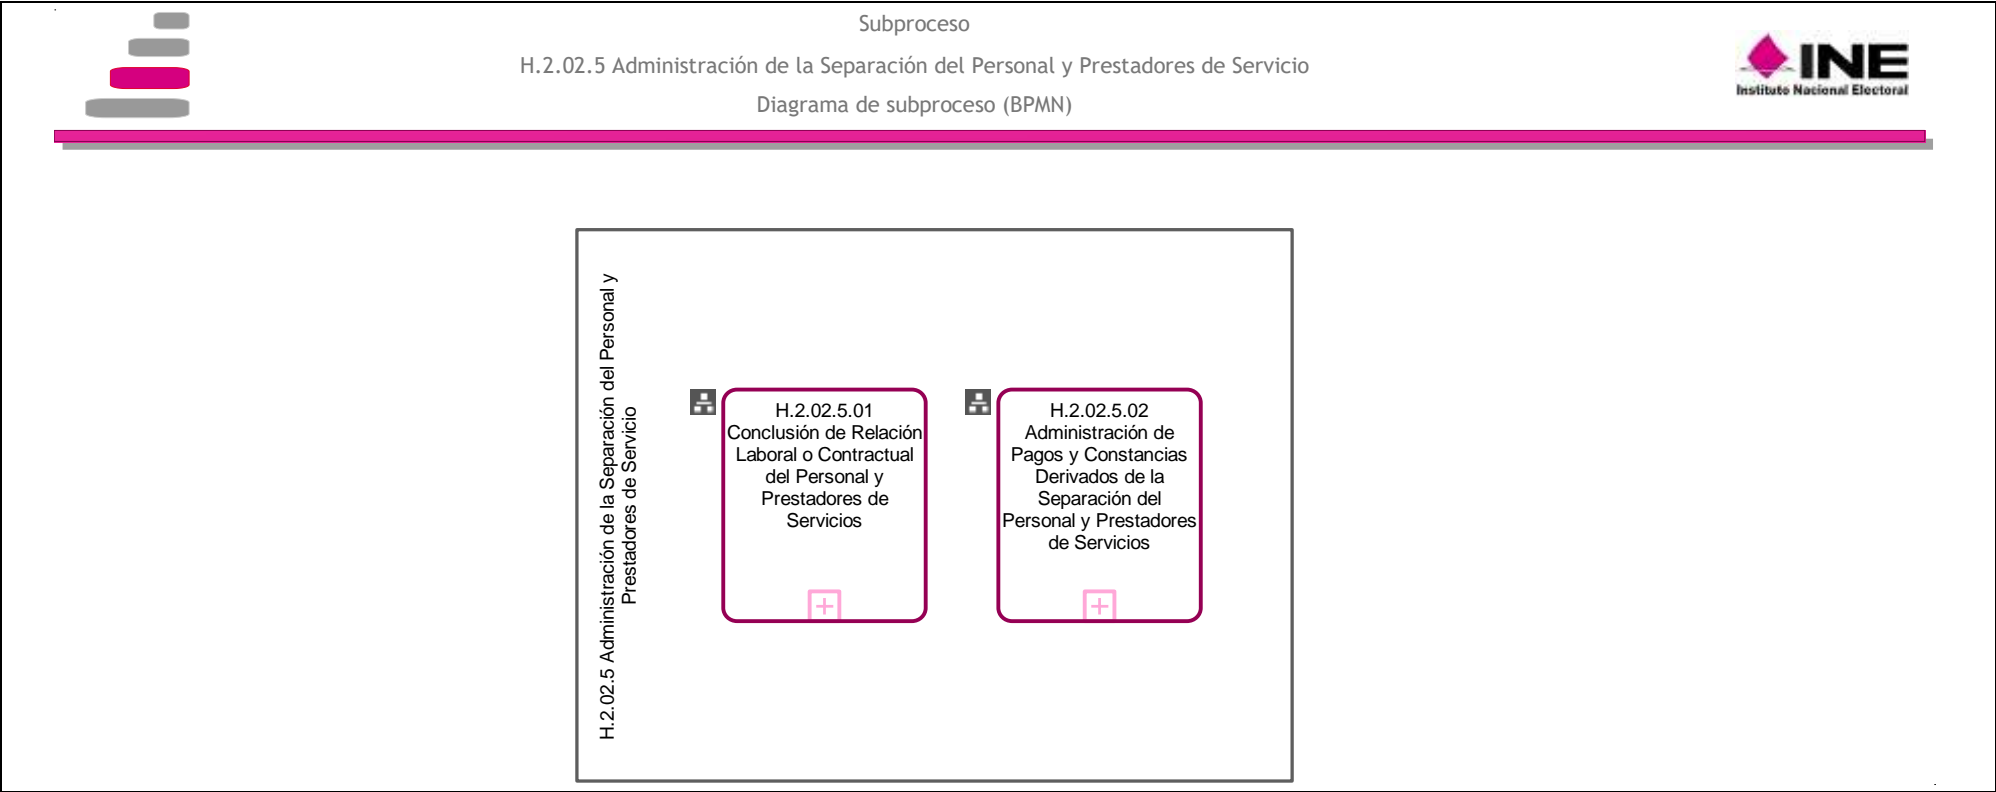 Subproceso
H.2.02.5 Administración de la Separación del Personal y Prestadores de Servicio
Diagrama de subproceso (BPMN)
INE
Instituto Nacional Electoral
H.2.02.5 Administración de la Separación del Personal y
Prestadores de Servicio
H.2.02.5.01
Conclusión de Relación
Laboral o Contractual
del Personal y
Prestadores de
Servicios
H.2.02.5.02
Administración de
Pagos y Constancias
Derivados de la
Separación del
Personal y Prestadores
de Servicios